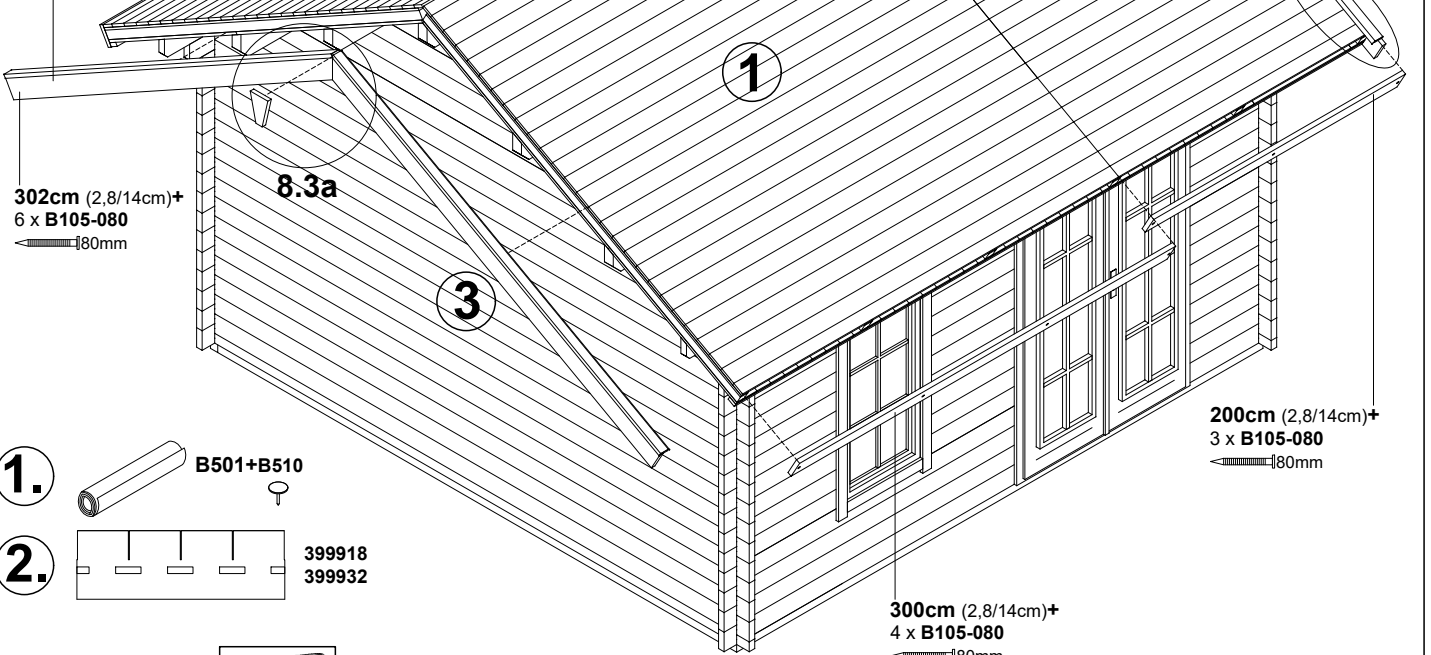 1
302cm (2,8/14cm)+
6 x B105-080
80mm
8.3a
3
200cm (2,8/14cm)+
3 x B105-080
80mm
1.
B501+B510
2.
399918
399932
300cm (2,8/14cm)+
4 x B105-080
80mm